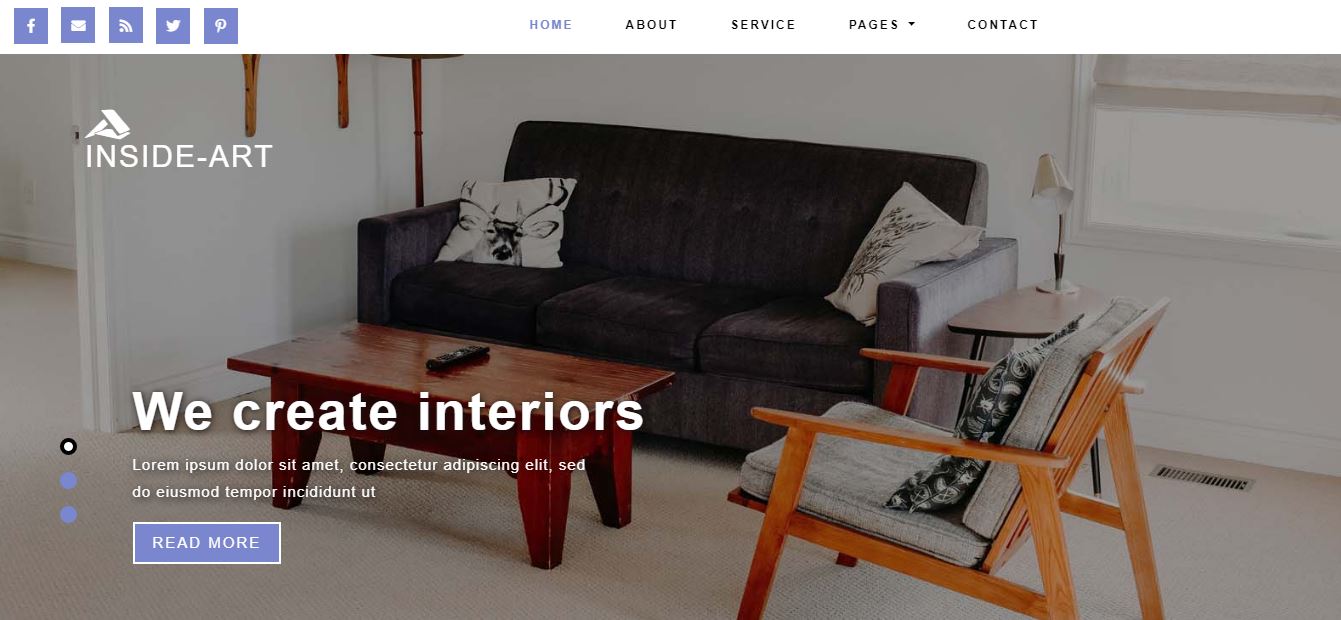 HOME ABOUT SERVICE PAGES CONTACT
INSIDE-ART
We create interiors
Lorem ipsum dolor sit amet, consectetur adipiscing elit, sed
do eiusmod tempor incididunt ut
READ MORE